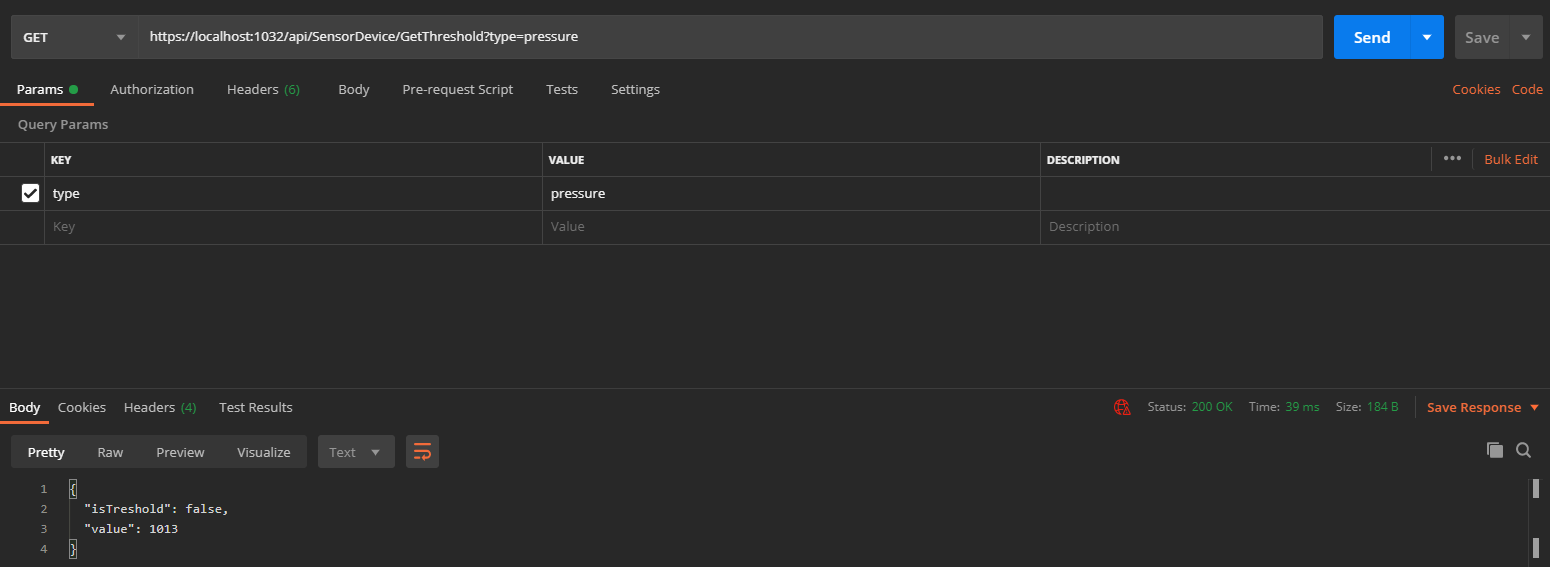 GET https://localhost:1032/api/SensorDevice/GetThreshold?type=pressure Send Save
Params Authorization Headers (6) Body Pre-request Script Tests Settings Cookies Code
Query Params
KEY VALUE DESCRIPTION ••• Bulk Edit
type pressure
Key Value Description
Body Cookies Headers (4) Test Results Status: 200 OK Time: 39 ms Size: 184 B Save Response
Pretty Raw Preview Visualize Text
1 {
2 "isTreshold": false,
3 "value": 1013
4 }